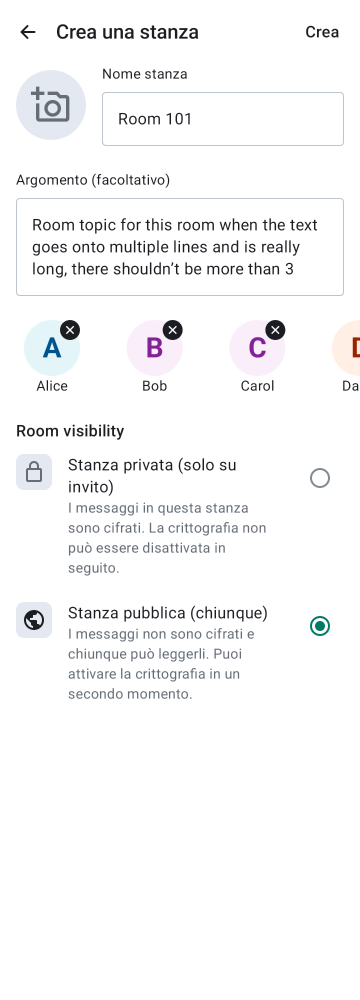 Crea una stanza
Crea
Nome stanza
Room 101
Argomento (facoltativo)
Room topic for this room when the text
goes onto multiple lines and is really
long, there shouldn’t be more than 3
A
B
C
Alice
Bob
Carol
Da
Room visibility
Stanza privata (solo su
invito)
I messaggi in questa stanza
sono cifrati. La crittografia non
può essere disattivata in
seguito.
Stanza pubblica (chiunque)
I messaggi non sono cifrati e
chiunque può leggerli. Puoi
attivare la crittografia in un
secondo momento.